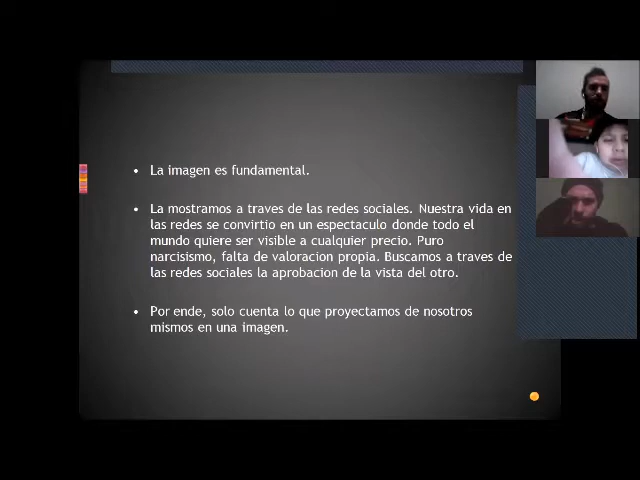 • La imagen es fundamental.
• La mostramos a traves de las redes sociales. Nuestra vida en
las redes se convirtio en un espectaculo donde todo el
mundo quiere ser visible a cualquier precio. Puro
narcisismo, falta de valoracion propia. Buscamos a traves de
las redes sociales la aprobacion de la vista del otro.
• Por ende, solo cuenta lo que proyectamos de nosotros
mismos en una imagen.